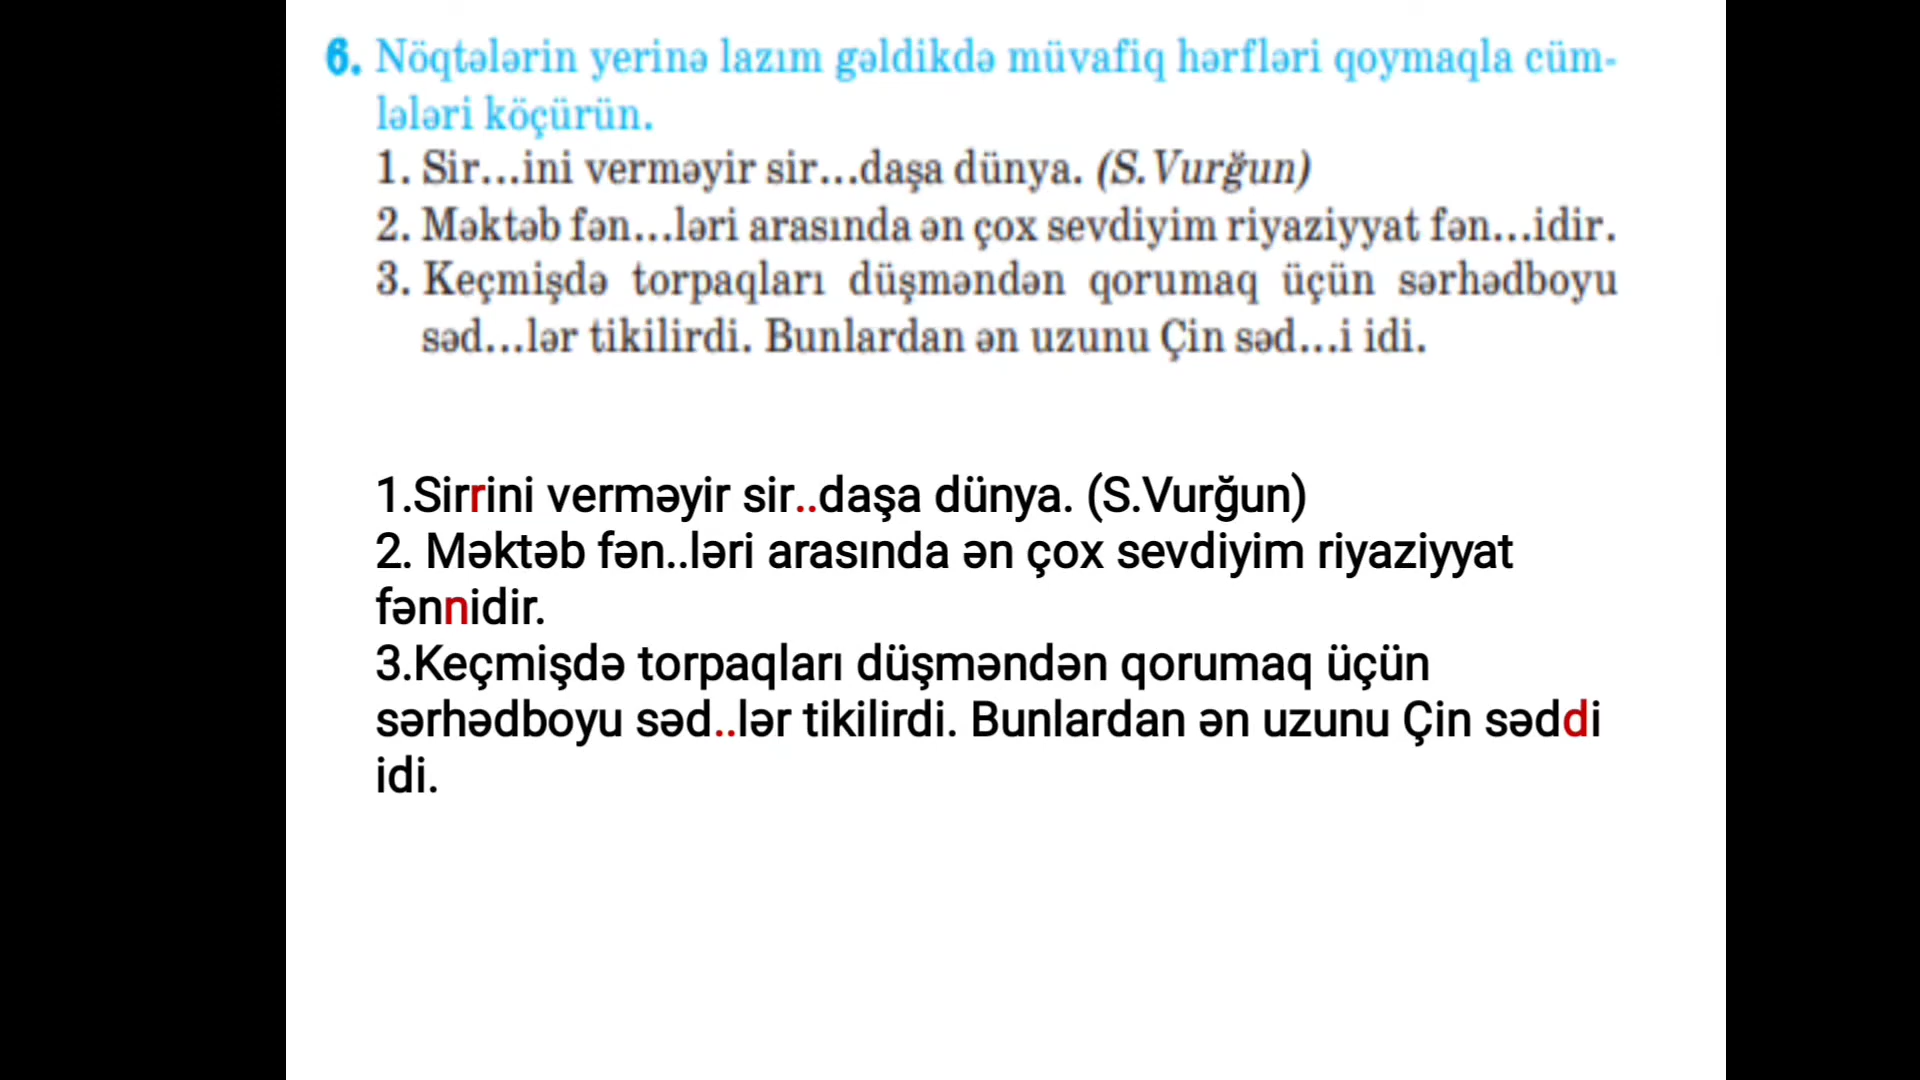 6. Nöqtələrin yerinə lazım gəldikdə müvafiq hərfləri qoymaqla cüm-
lələri köçürün.
1. Sir...ini verməyir sir...daşa dünya. (S.Vurğun)
2. Məktəb fən...ləri arasında ən çox sevdiyim riyaziyyat fən...idir.
3. Keçmişdə torpaqları düşməndən qorumaq üçün sərhədboyu
səd...lər tikilirdi. Bunlardan ən uzunu Çin səd...i idi.
1.Sirrini verməyir sir..daşa dünya. (S.Vurğun)
2. Məktəb fən..ləri arasında ən çox sevdiyim riyaziyyat
fənnidir.
3.Keçmişdə torpaqları düşməndən qorumaq üçün
sərhədboyu səd..lər tikilirdi. Bunlardan ən uzunu Çin səddi
idi.